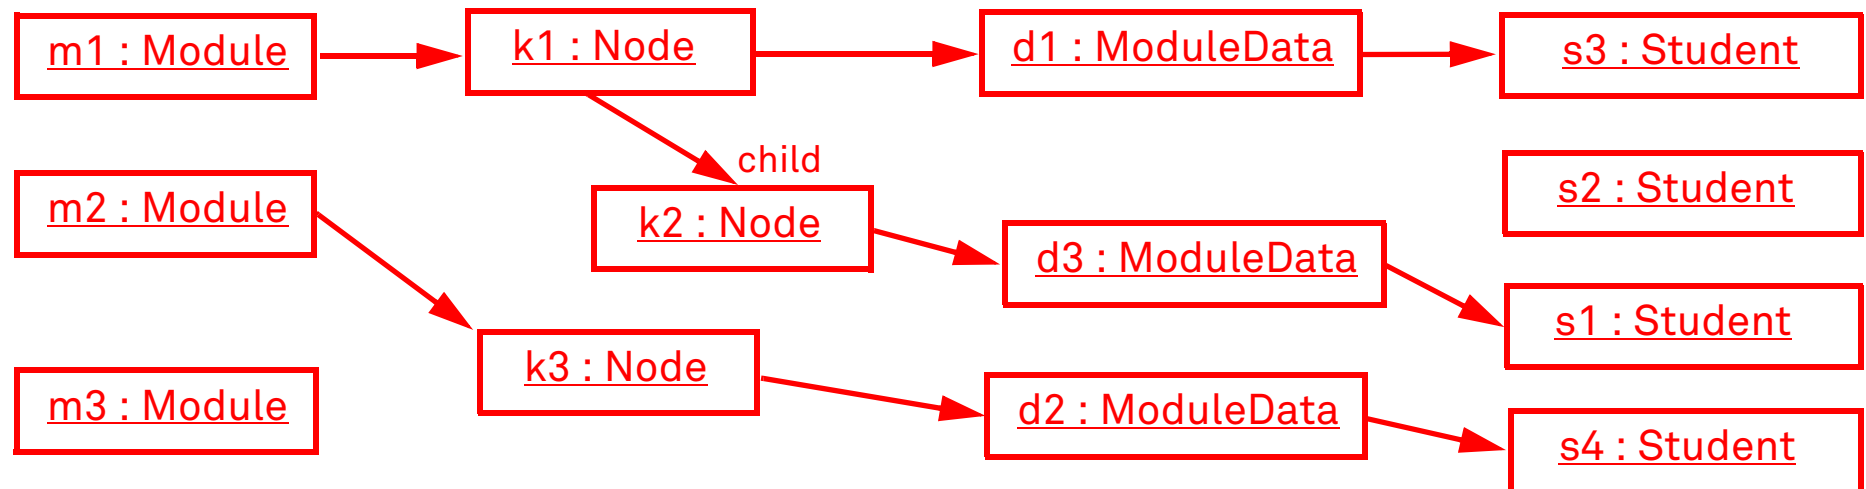 m1 : Module
k1 : Node
d1 : ModuleData
s3 : Student
child
m2 : Module
k2 : Node
d3 : ModuleData
s2 : Student
s1 : Student
m3 : Module
k3 : Node
d2 : ModuleData
s4 : Student